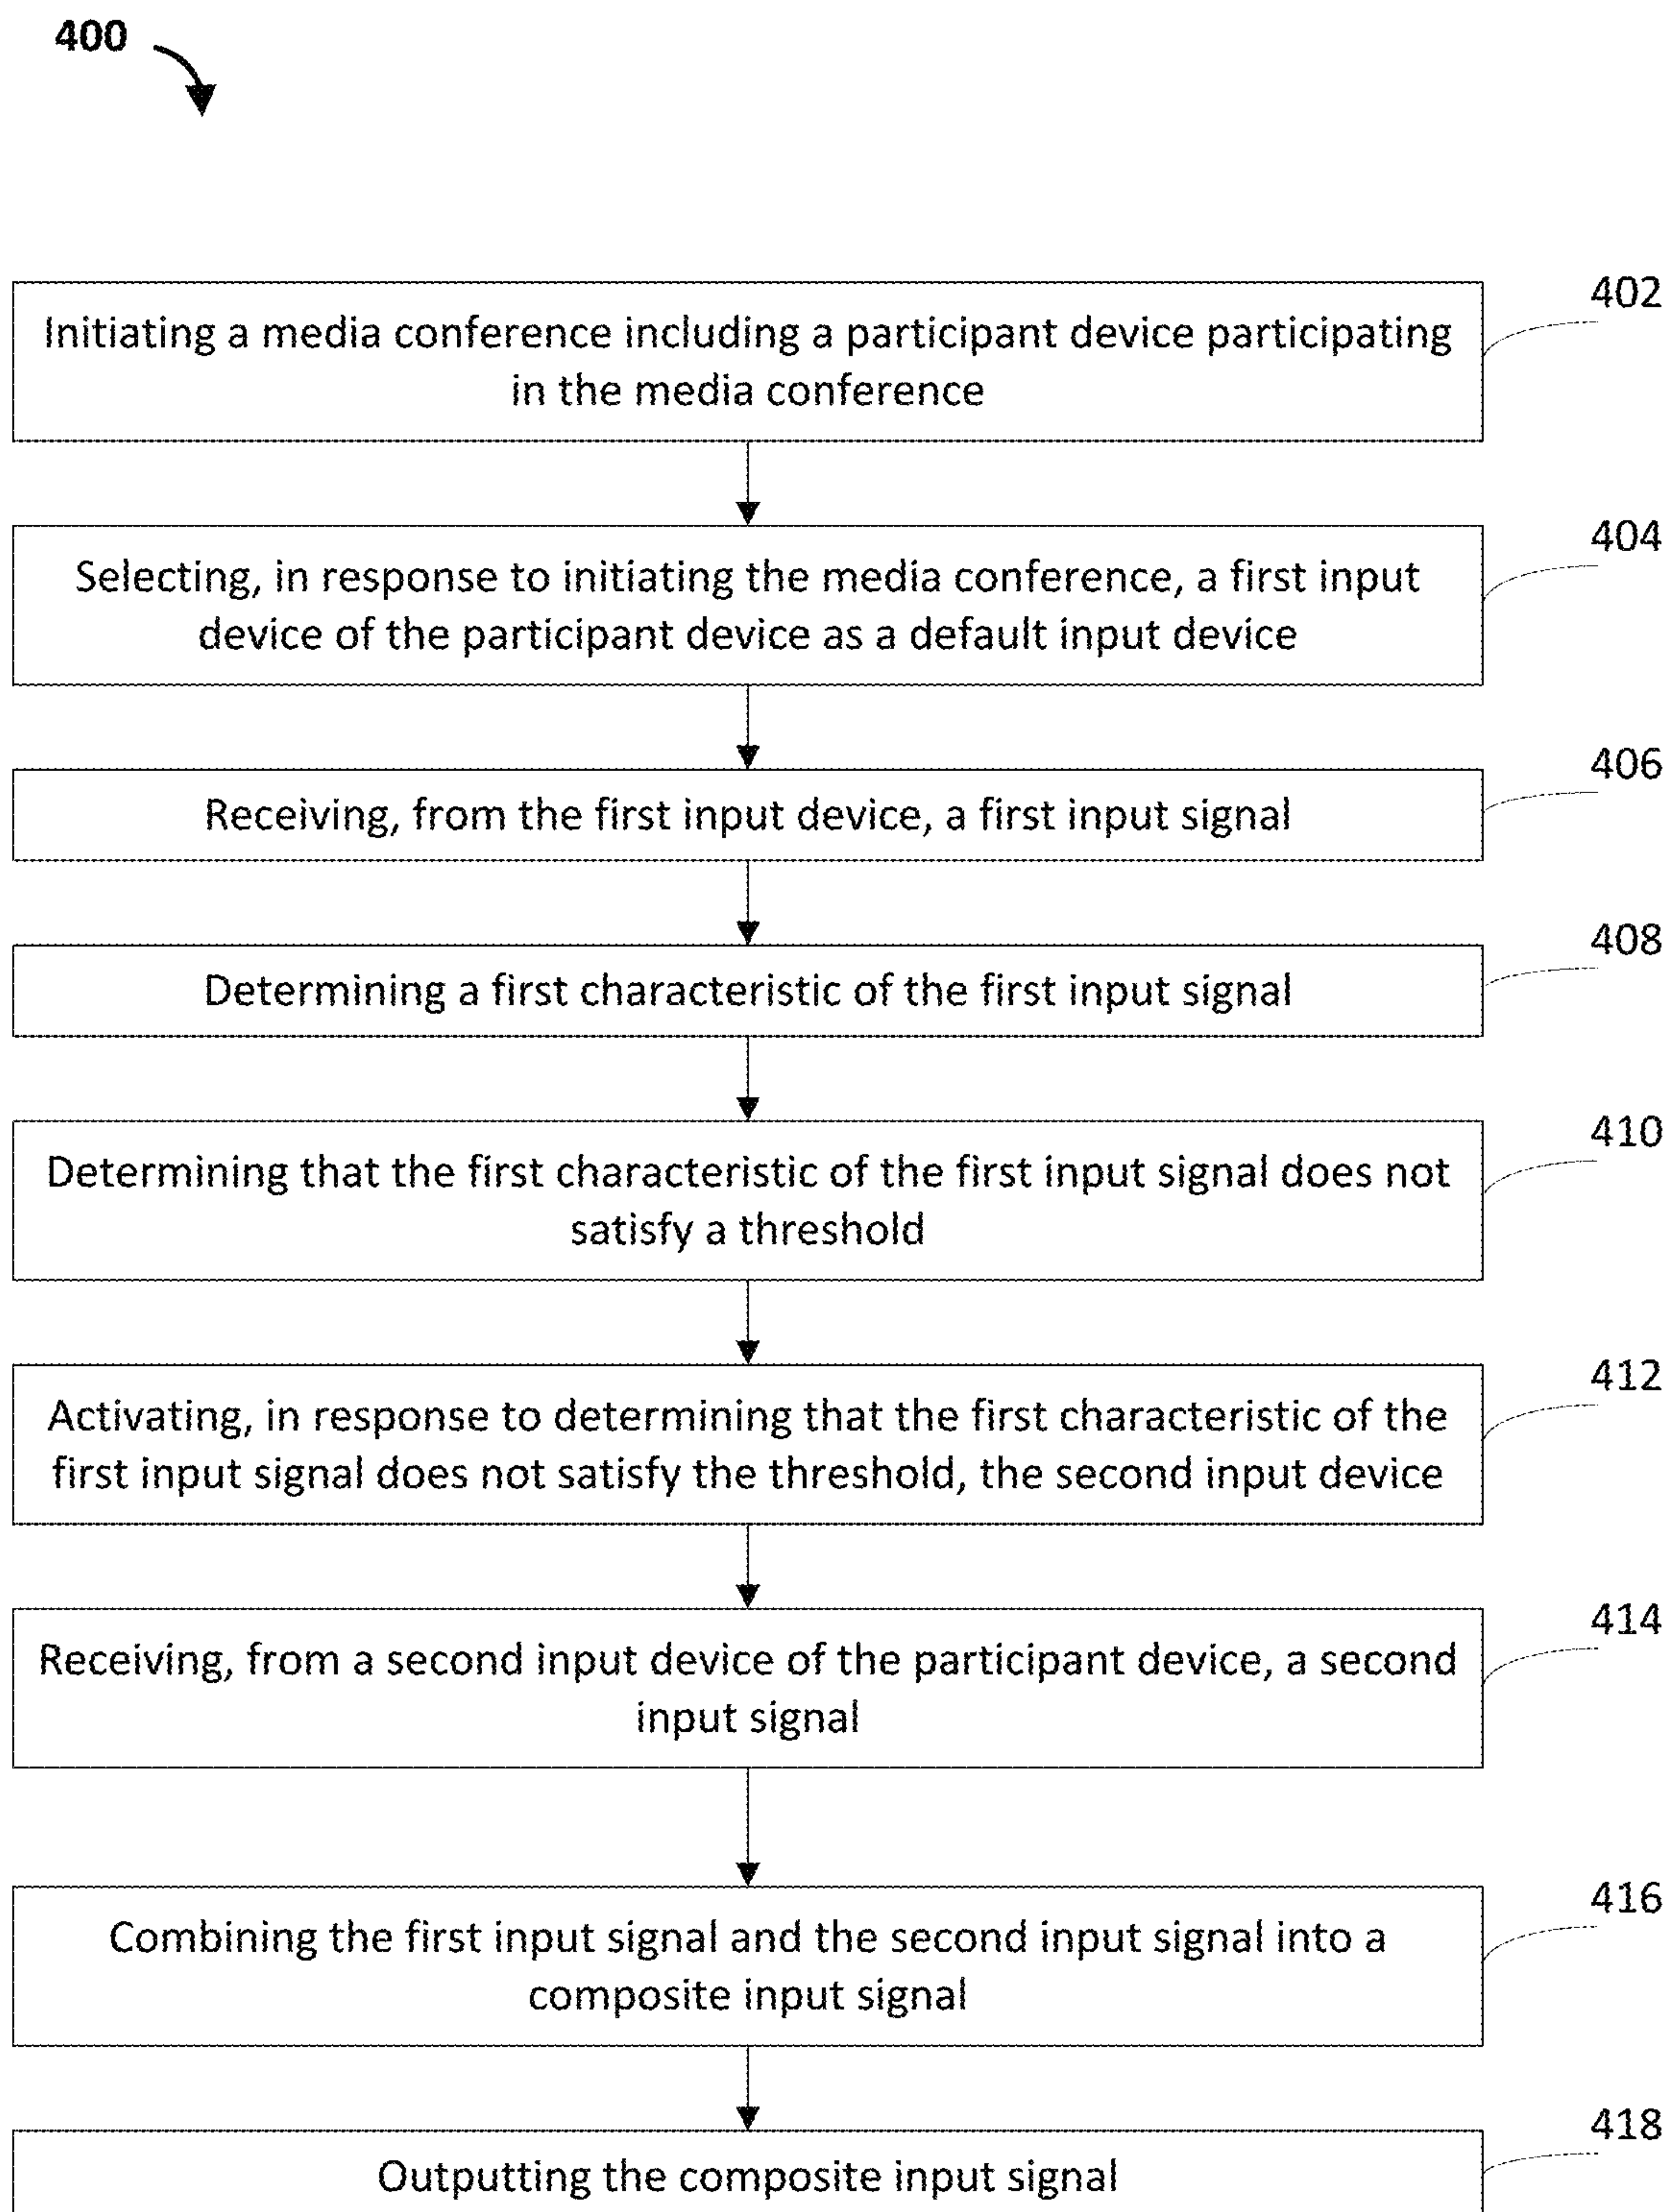 400
402
Initiating a media conference including a participant device participating
in the media conference
404
Selecting, in response to initiating the media conference, a first input
device of the participant device as a default input device
406
Receiving, from the first input device, a first input signal
408
Determining a first characteristic of the first input signal
410
Determining that the first characteristic of the first input signal does not
satisfy a threshold
412
Activating, in response to determining that the first characteristic of the
first input signal does not satisfy the threshold, the second input device
414
Receiving, from a second input device of the participant device, a second
input signal
416
Combining the first input signal and the second input signal into a
composite input signal
418
Outputting the composite input signal